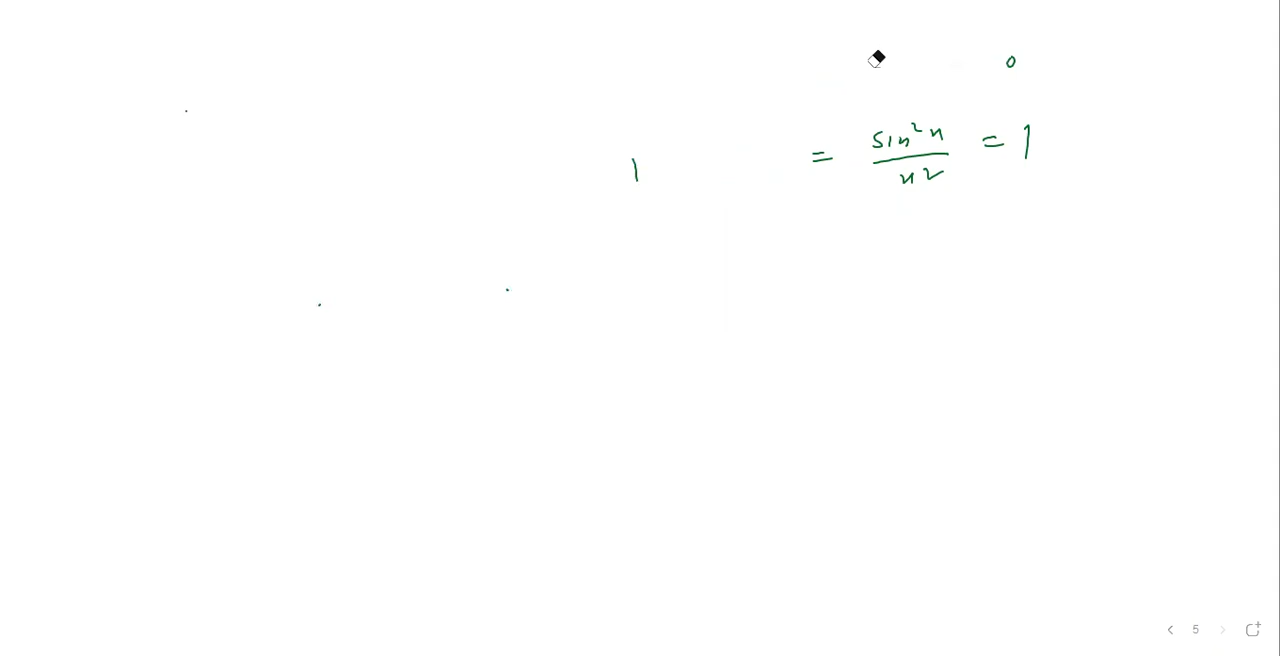 0
1 = sin²x / x² = 1
5